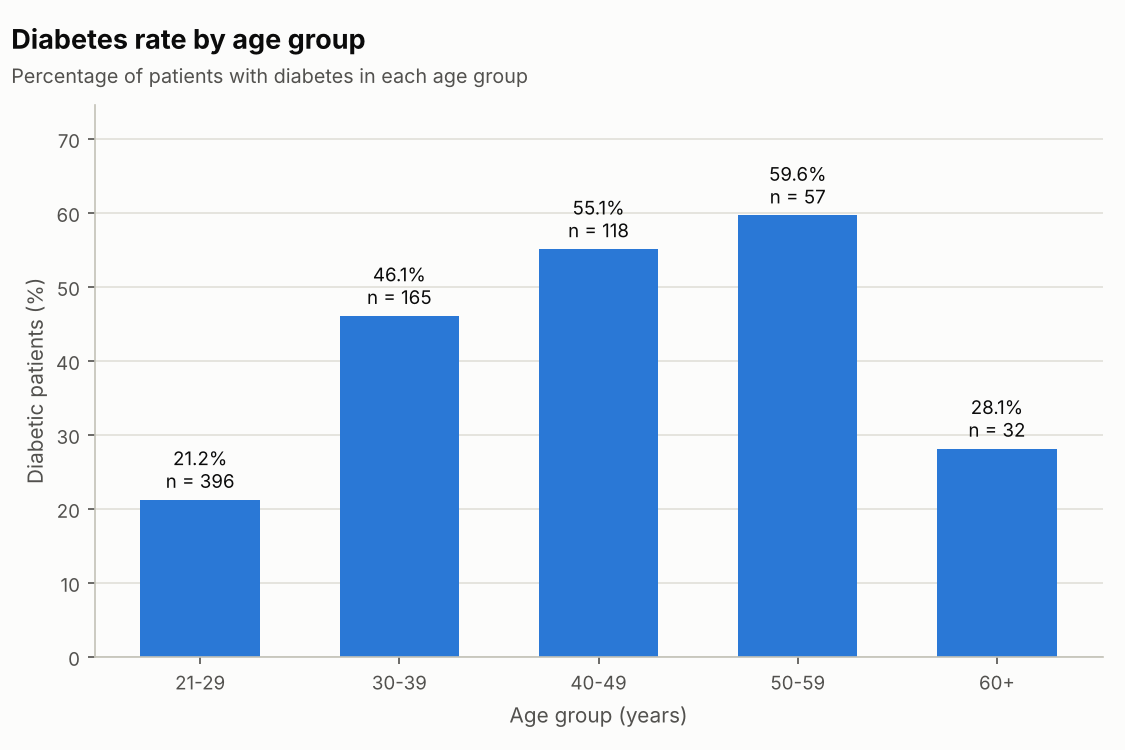 Diabetes rate by age group
Percentage of patients with diabetes in each age group
Diabetic patients (%)
70
60
50
40
30
20
10
0
21.2%
n = 396
46.1%
n = 165
55.1%
n = 118
59.6%
n = 57
28.1%
n = 32
21-29
30-39
40-49
50-59
60+
Age group (years)